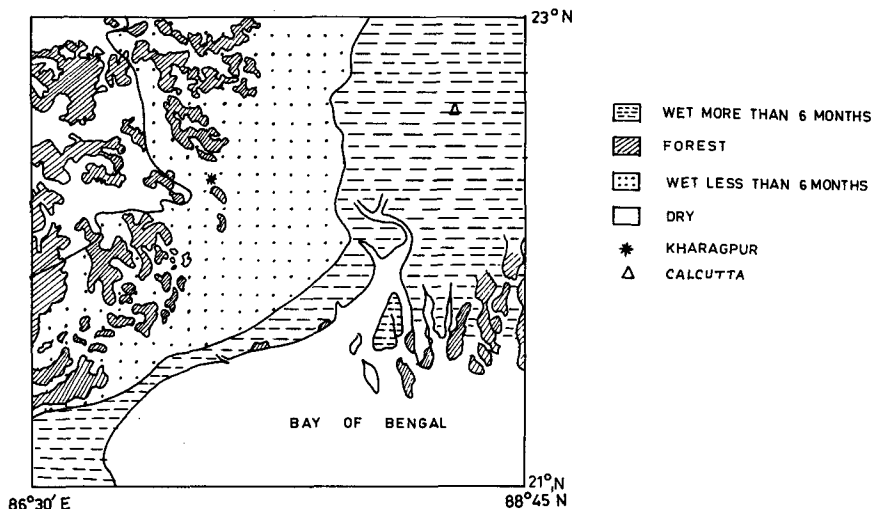 23° N
WET MORE THAN 6 MONTHS
FOREST
WET LESS THAN 6 MONTHS
DRY
KHARAGPUR
CALCUTTA
BAY OF BENGAL
21°, N
86°30' E
88°45 N